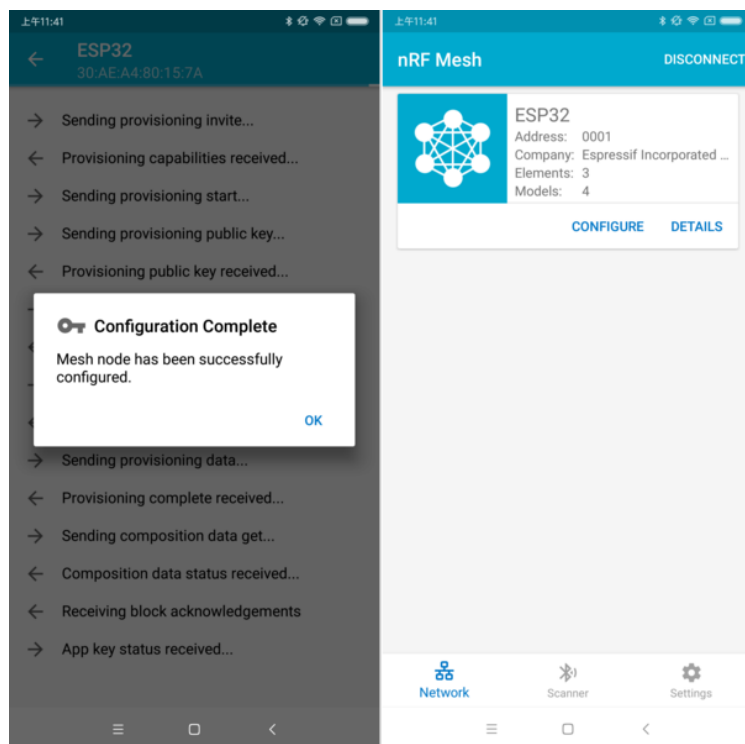 上午11:41
ESP32
30:AE:A4:80:15:7A
Sending provisioning invite...
Provisioning capabilities received...
Sending provisioning start...
Sending provisioning public key...
Provisioning public key received...
Configuration Complete
Mesh node has been successfully
configured.
OK
Sending provisioning data...
Provisioning complete received...
Sending composition data get...
Composition data status received...
Receiving block acknowledgements
App key status received...
上午11:41
nRF Mesh
DISCONNECT
ESP32
Address: 0001
Company: Espressif Incorporated ...
Elements: 3
Models: 4
CONFIGURE DETAILS
Network Scanner Settings